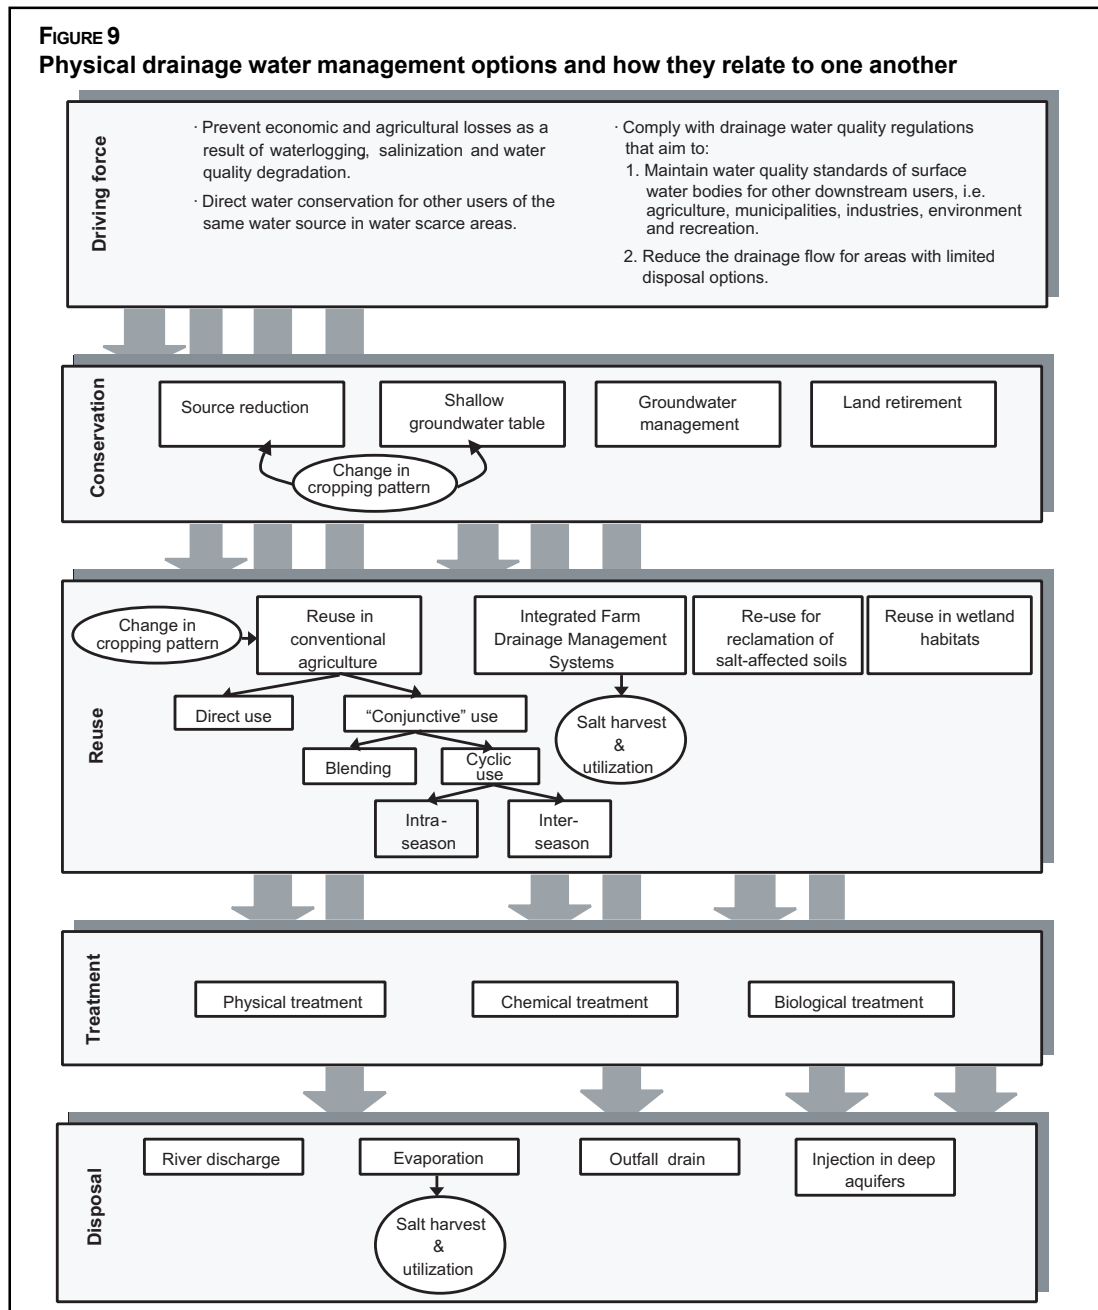 FIGURE 9
Physical drainage water management options and how they relate to one another
Driving force
· Prevent economic and agricultural losses as a
result of waterlogging, salinization and water
quality degradation.
· Direct water conservation for other users of the
same water source in water scarce areas.
· Comply with drainage water quality regulations
that aim to:
1. Maintain water quality standards of surface
water bodies for other downstream users, i.e.
agriculture, municipalities, industries, environment
and recreation.
2. Reduce the drainage flow for areas with limited
disposal options.
Conservation
Source reduction
Shallow
groundwater table
Groundwater
management
Land retirement
Change in
cropping pattern
Reuse
Change in
cropping pattern
Reuse in
conventional
agriculture
Integrated Farm
Drainage Management
Systems
Re-use for
reclamation of
salt-affected soils
Reuse in wetland
habitats
Direct use
“Conjunctive” use
Salt harvest
&
utilization
Blending
Cyclic
use
Intra-
season
Inter-
season
Treatment
Physical treatment
Chemical treatment
Biological treatment
Disposal
River discharge
Evaporation
Outfall drain
Injection in deep
aquifers
Salt harvest
&
utilization